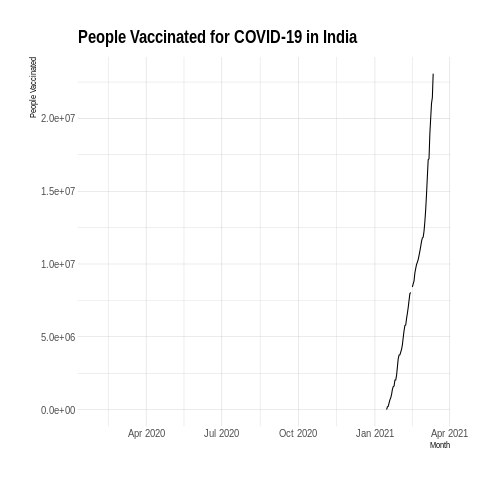 People Vaccinated for COVID-19 in India
People Vaccinated
2.0e+07
1.5e+07
1.0e+07
5.0e+06
0.0e+00
Apr 2020 Jul 2020 Oct 2020 Jan 2021 Apr 2021
Month